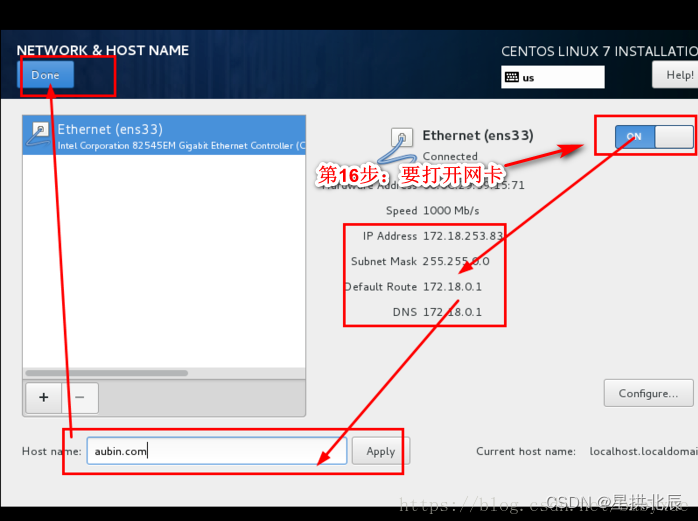 NETWORK & HOST NAME
CENTOS LINUX 7 INSTALLATIO
Done
us
Help!
Ethernet (ens33)
Intel Corporation 82545EM Gigabit Ethernet Controller (C
Ethernet (ens33)
Connected
ON
第16步：要打开网卡
Hardware Address
15:71
Speed 1000 Mb/s
IP Address 172.18.253.83
Subnet Mask 255.255.0.0
Default Route 172.18.0.1
DNS 172.18.0.1
+ −
Configure...
Host name: aubin.com Apply
Current host name: localhost.localdomai
https://blog.csdn.net/
CSDN @星拱北辰